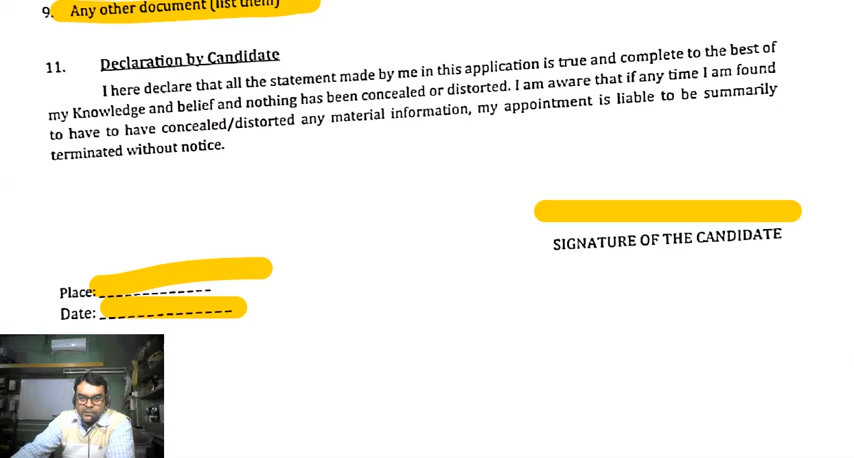 9. Any other document (list them)
11. Declaration by Candidate
I here declare that all the statement made by me in this application is true and complete to the best of
my Knowledge and belief and nothing has been concealed or distorted. I am aware that if any time I am found
to have to have concealed/distorted any material information, my appointment is liable to be summarily
terminated without notice.
SIGNATURE OF THE CANDIDATE
Place:
Date: